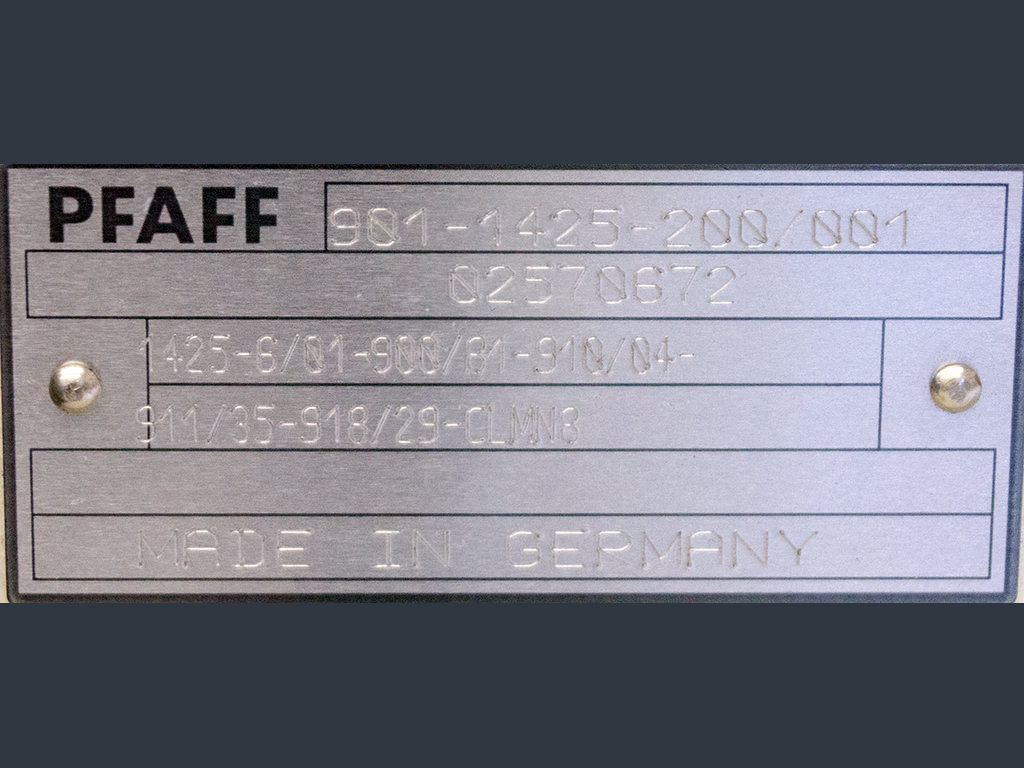 PFAFF 901-1425-200/001
02570672
1425-6/01-900/81-910/04-
911/35-918/29-CLMN8
MADE IN GERMANY